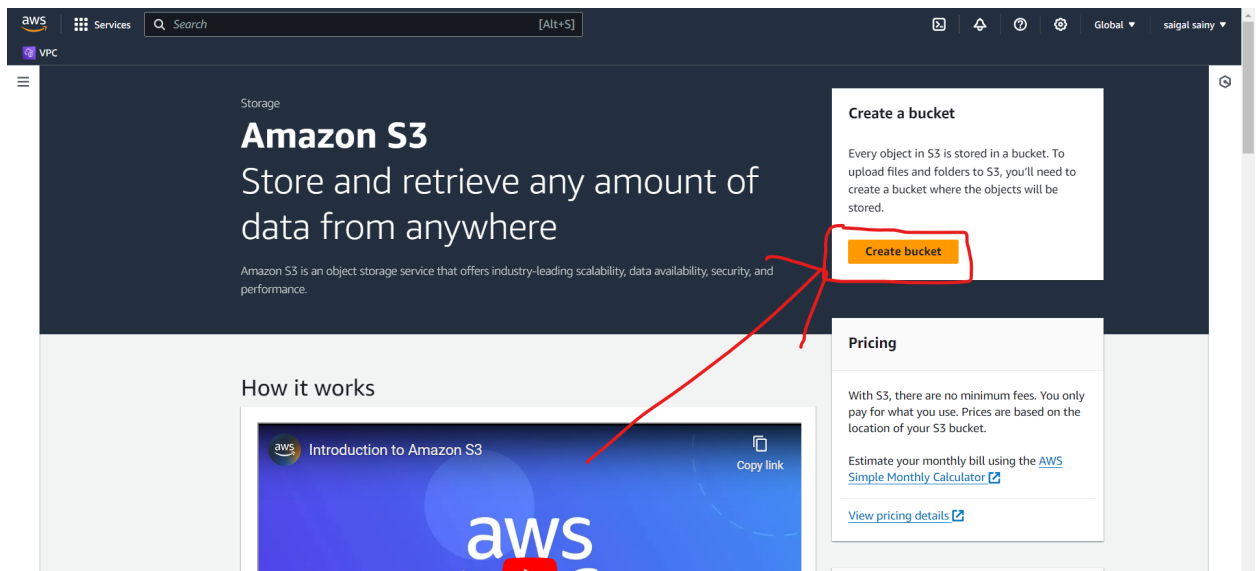 aws
Services
Search
[Alt+S]
Global
saigal sainy
VPC
Storage
Amazon S3
Store and retrieve any amount of
data from anywhere
Amazon S3 is an object storage service that offers industry-leading scalability, data availability, security, and
performance.
Create a bucket
Every object in S3 is stored in a bucket. To
upload files and folders to S3, you'll need to
create a bucket where the objects will be
stored.
Create bucket
How it works
aws
Introduction to Amazon S3
Copy link
aws
Pricing
With S3, there are no minimum fees. You only
pay for what you use. Prices are based on the
location of your S3 bucket.
Estimate your monthly bill using the AWS
Simple Monthly Calculator
View pricing details